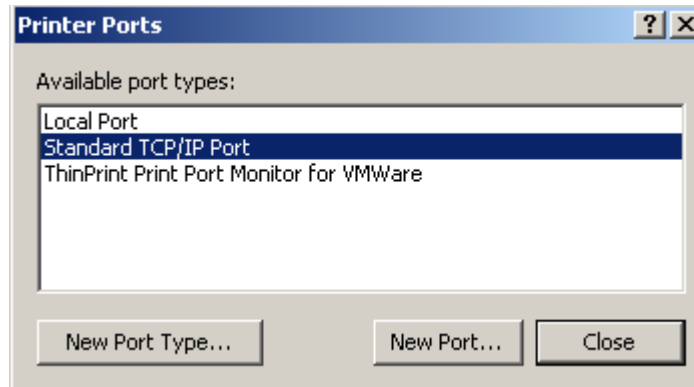 Printer Ports
Available port types:
Local Port
Standard TCP/IP Port
ThinPrint Print Port Monitor for VMWare
New Port Type... New Port... Close